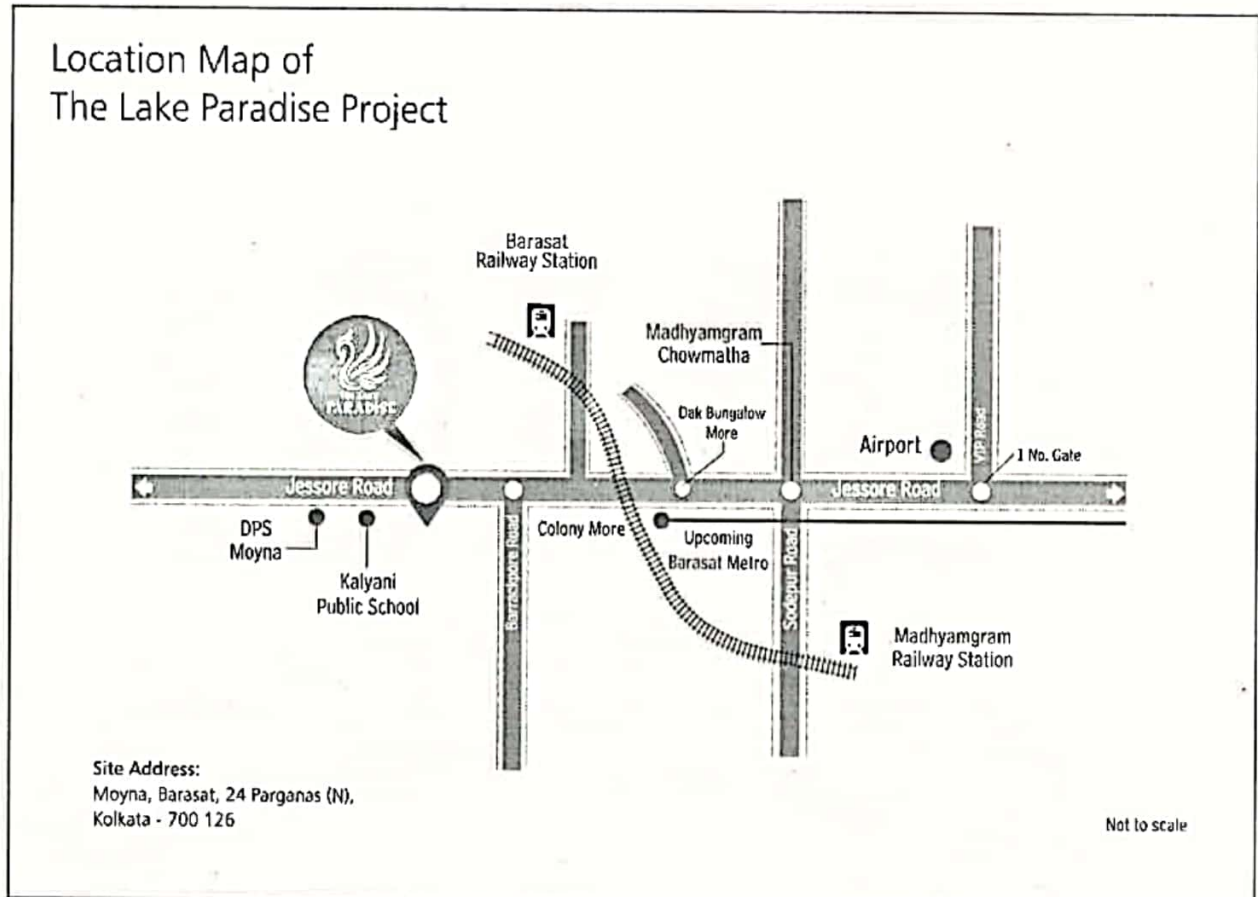 Location Map of
The Lake Paradise Project
Barasat
Railway Station
Madhyamgram
Chowmatha
Dak Bungalow
More
PARADISE
Airport
VIP Road
1 No. Gate
Jessore Road
Jessore Road
DPS
Moyna
Kalyani
Public School
Barrackpore Road
Colony More
Upcoming
Barasat Metro
Sodepur Road
Madhyamgram
Railway Station
Site Address:
Moyna, Barasat, 24 Parganas (N),
Kolkata - 700 126
Not to scale